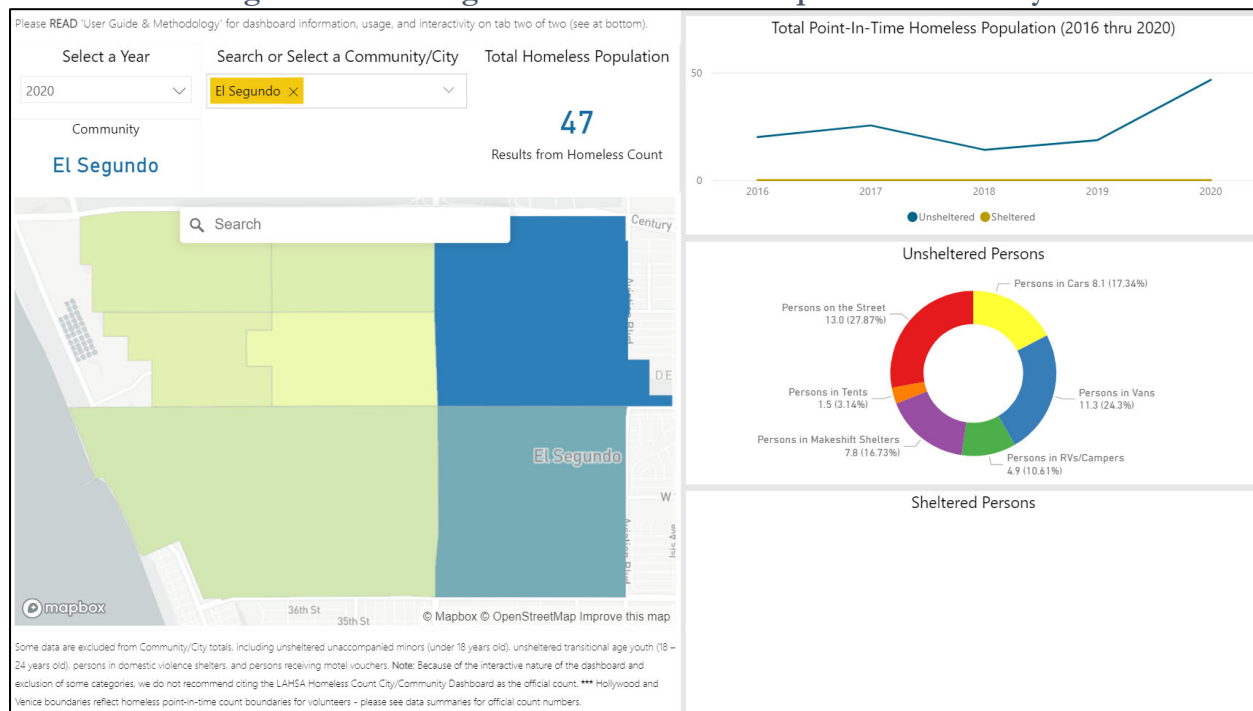 Please READ 'User Guide & Methodology' for dashboard information, usage, and interactivity on tab two of two (see at bottom).
Select a Year
2020
Search or Select a Community/City
El Segundo ×
Total Homeless Population
47
Results from Homeless Count
Community
El Segundo
Search
Century
Aviation Blvd
DE
El Segundo
W
Aviation Blvd
Isis Ave
36th St
35th St
mapbox
© Mapbox © OpenStreetMap Improve this map
Some data are excluded from Community/City totals, including unsheltered unaccompanied minors (under 18 years old), unsheltered transitional age youth (18 –
24 years old), persons in domestic violence shelters, and persons receiving motel vouchers. Note: Because of the interactive nature of the dashboard and
exclusion of some categories, we do not recommend citing the LAHSA Homeless Count City/Community Dashboard as the official count. *** Hollywood and
Venice boundaries reflect homeless point-in-time count boundaries for volunteers - please see data summaries for official count numbers.
Total Point-In-Time Homeless Population (2016 thru 2020)
50
0
2016 2017 2018 2019 2020
Unsheltered Sheltered
Unsheltered Persons
Persons in Cars 8.1 (17.34%)
Persons on the Street
13.0 (27.87%)
Persons in Tents
1.5 (3.14%)
Persons in Vans
11.3 (24.3%)
Persons in Makeshift Shelters
7.8 (16.73%)
Persons in RVs/Campers
4.9 (10.61%)
Sheltered Persons